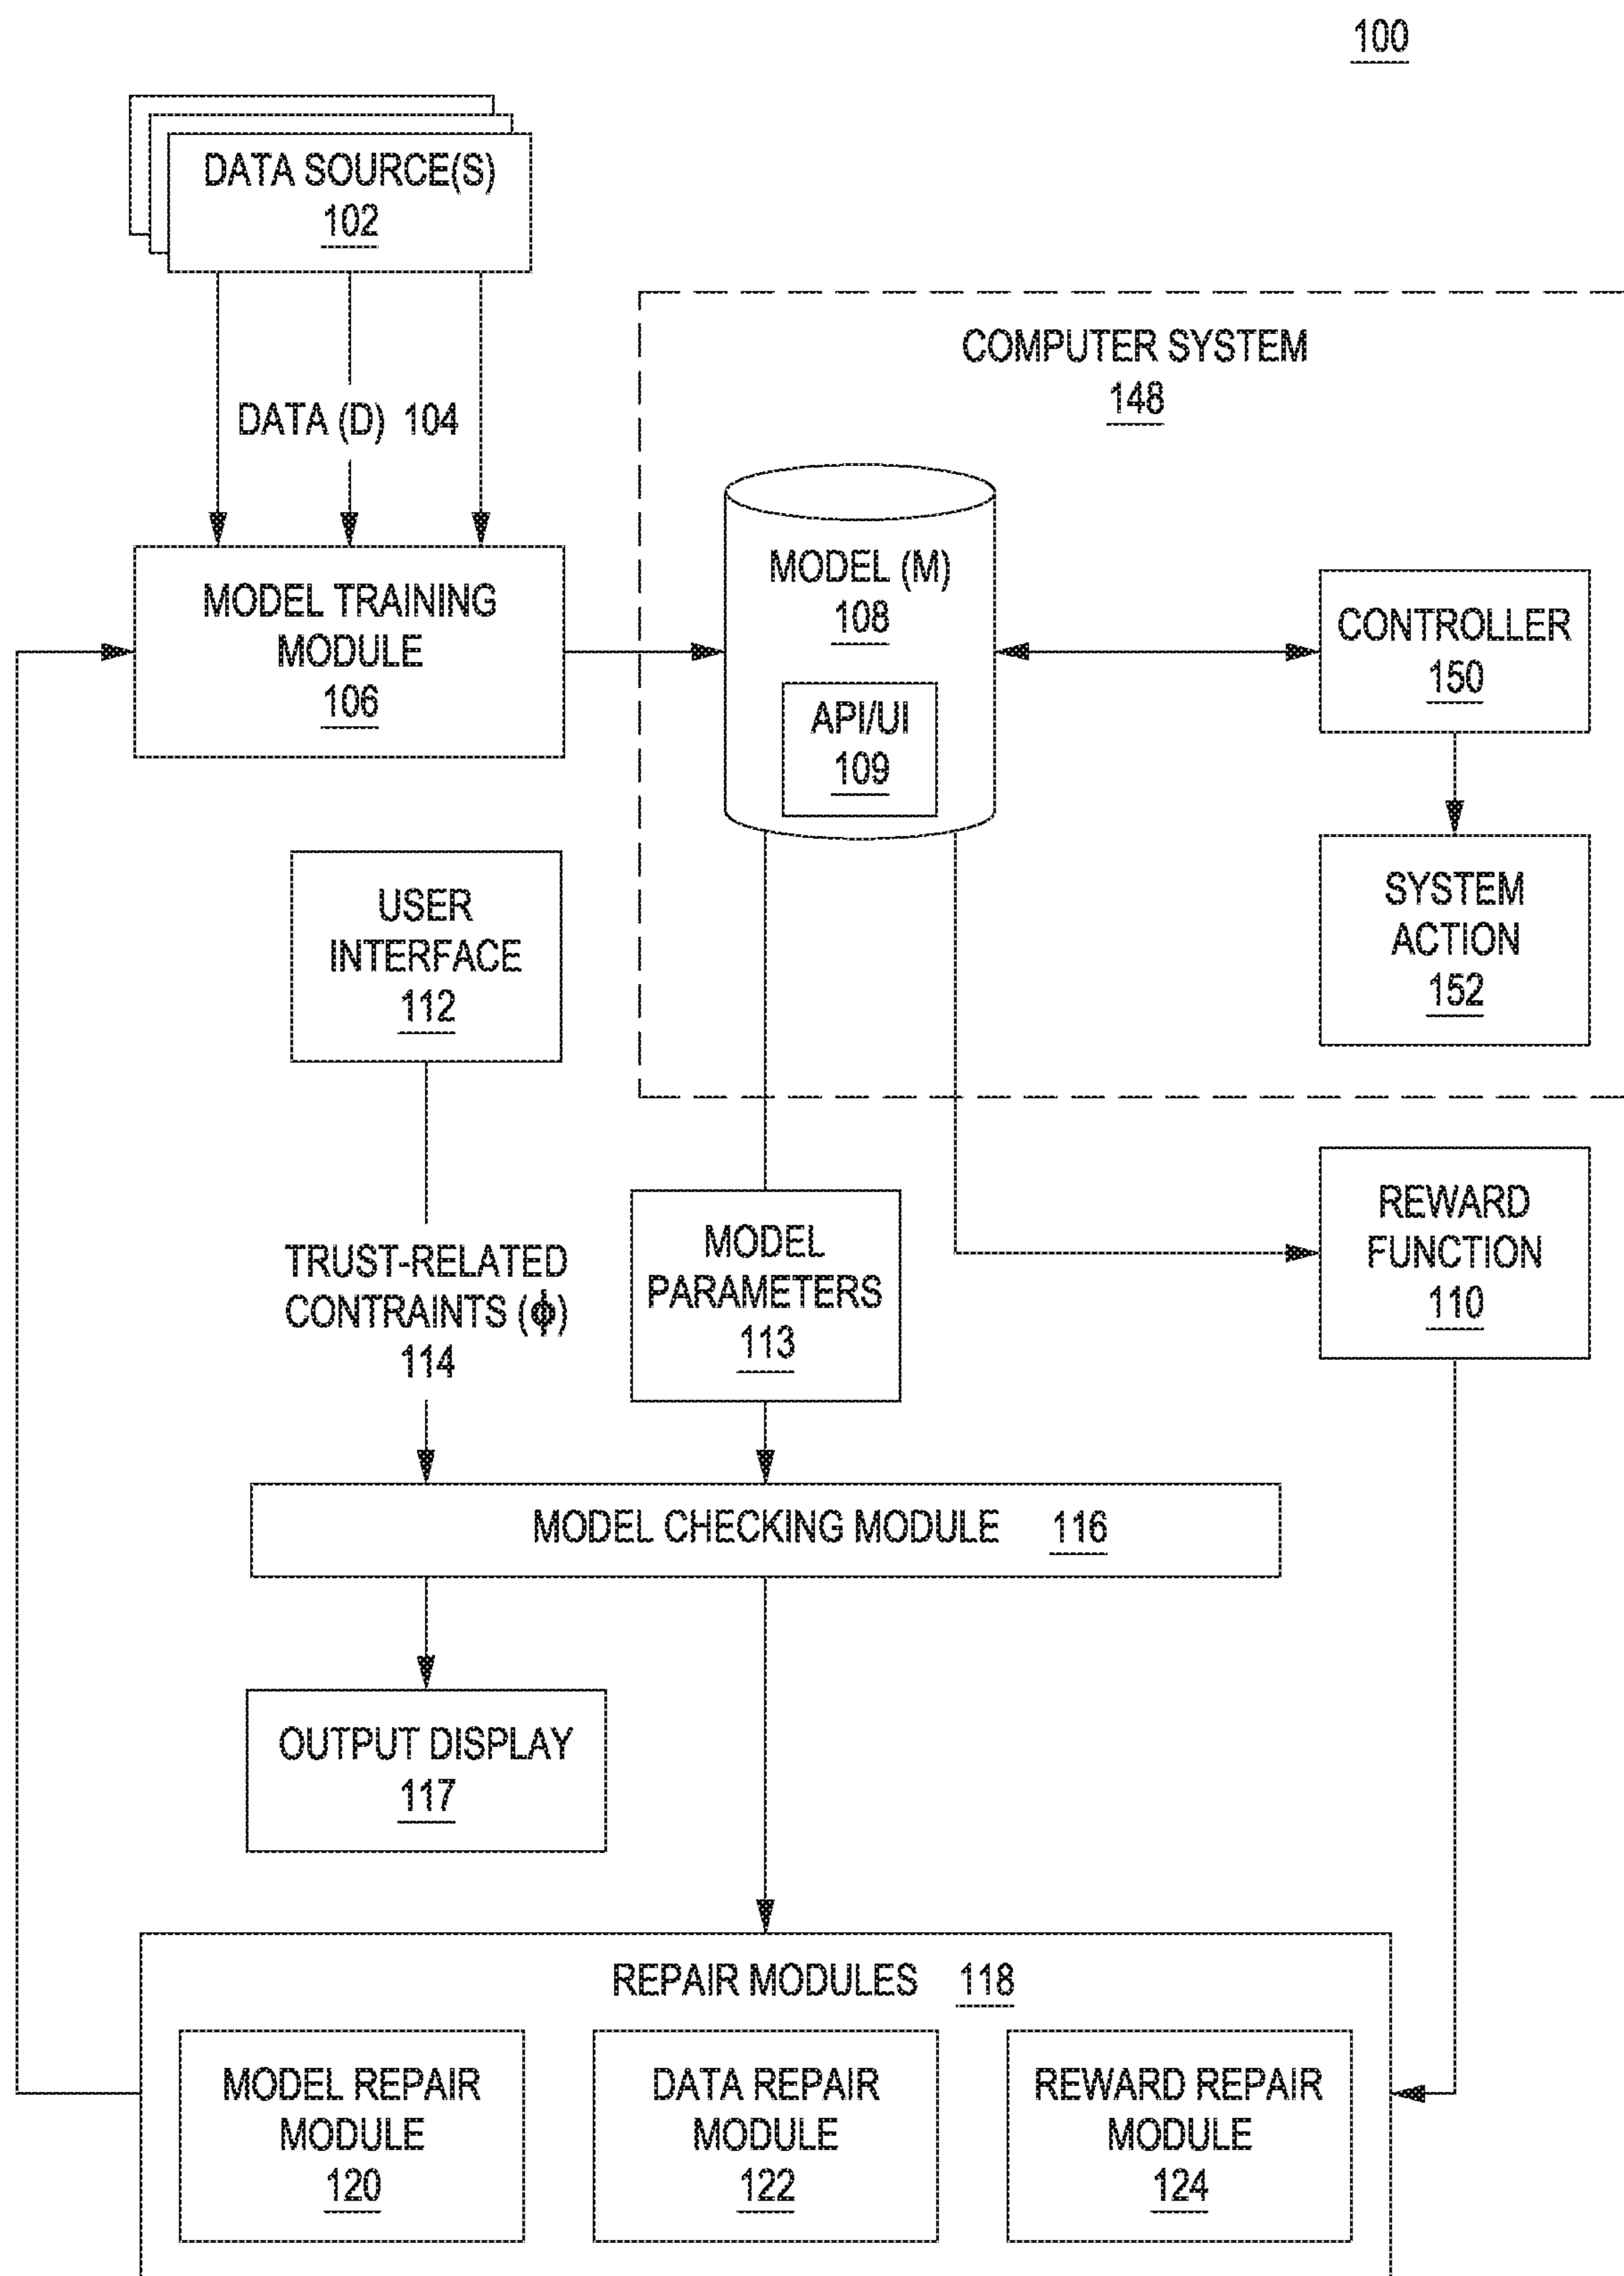 100
DATA SOURCE(S)
102
DATA (D) 104
COMPUTER SYSTEM
148
MODEL TRAINING
MODULE
106
MODEL (M)
108
API/UI
109
CONTROLLER
150
SYSTEM
ACTION
152
USER
INTERFACE
112
TRUST-RELATED
CONTRAINTS (ϕ)
114
MODEL
PARAMETERS
113
REWARD
FUNCTION
110
MODEL CHECKING MODULE 116
OUTPUT DISPLAY
117
REPAIR MODULES 118
MODEL REPAIR
MODULE
120
DATA REPAIR
MODULE
122
REWARD REPAIR
MODULE
124